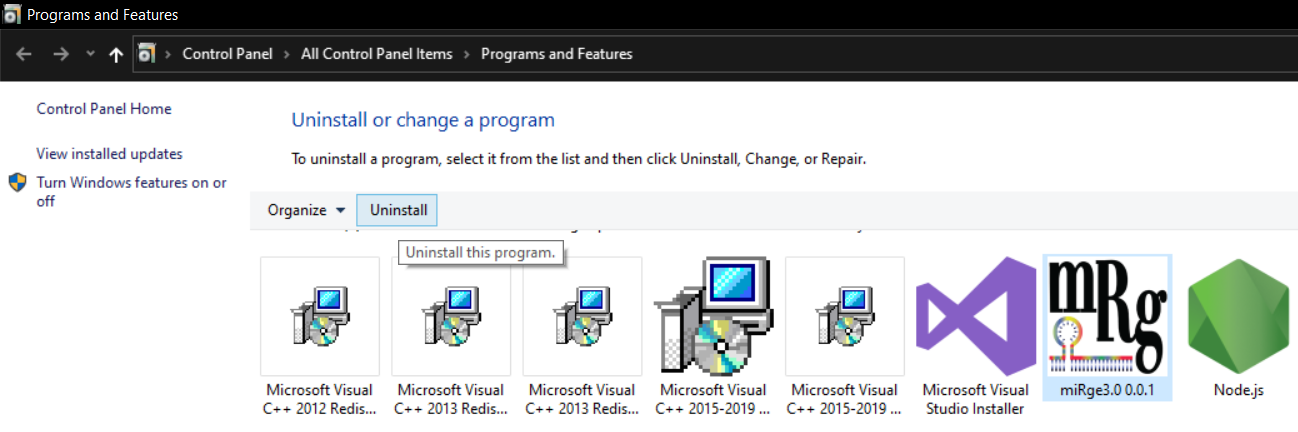 Programs and Features
Control Panel > All Control Panel Items > Programs and Features
Control Panel Home
View installed updates
Turn Windows features on or
off
Uninstall or change a program
To uninstall a program, select it from the list and then click Uninstall, Change, or Repair.
Organize Uninstall
Uninstall this program.
mRg
Microsoft Visual
C++ 2012 Redis...
Microsoft Visual
C++ 2013 Redis...
Microsoft Visual
C++ 2013 Redis...
Microsoft Visual
C++ 2015-2019 ...
Microsoft Visual
C++ 2015-2019 ...
Microsoft Visual
Studio Installer
miRge3.0 0.0.1
Node.js